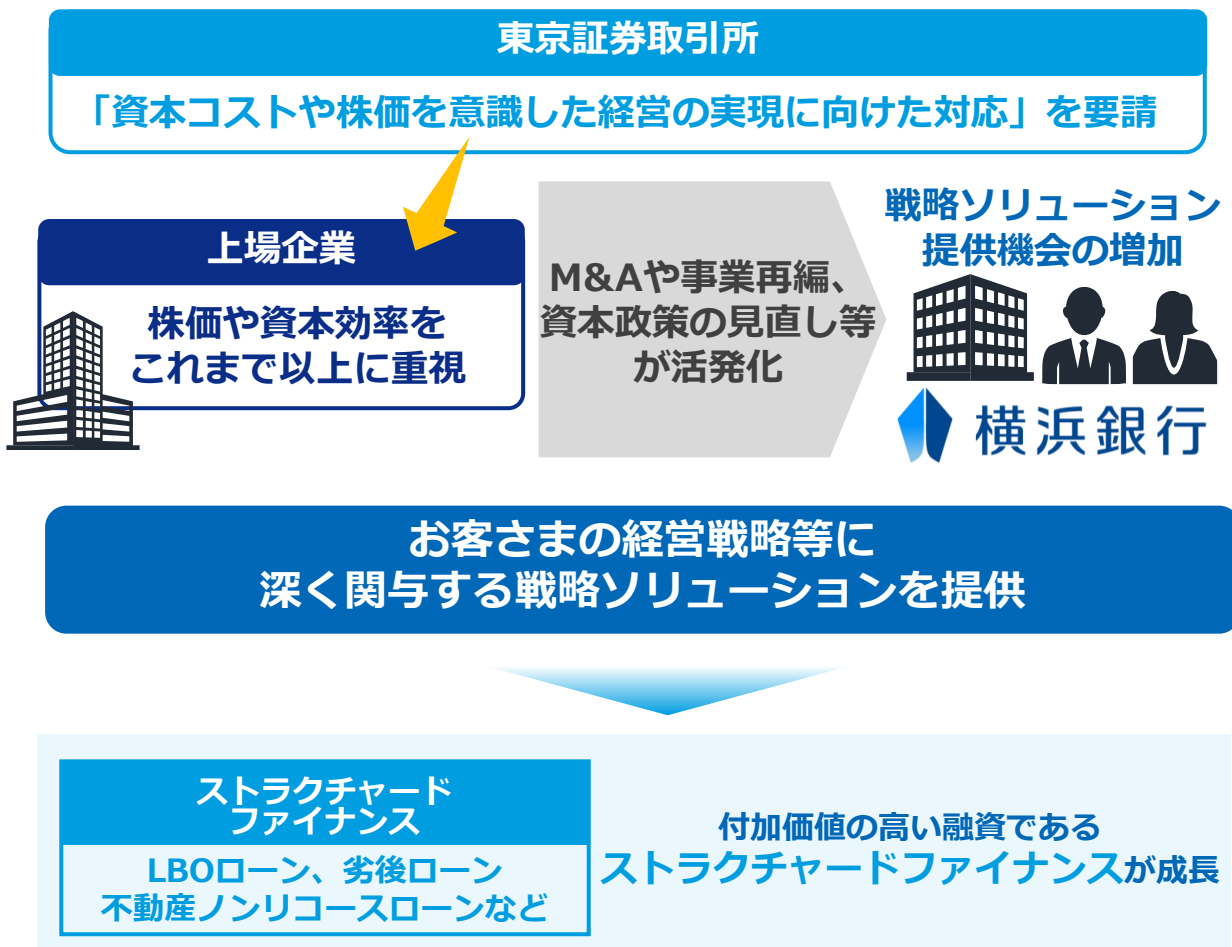 東京証券取引所
「資本コストや株価を意識した経営の実現に向けた対応」を要請
上場企業
株価や資本効率を
これまで以上に重視
M&Aや事業再編、
資本政策の見直し等
が活発化
戦略ソリューション
提供機会の増加
横浜銀行
お客さまの経営戦略等に
深く関与する戦略ソリューションを提供
ストラクチャード
ファイナンス
LBOローン、劣後ローン
不動産ノンリコースローンなど
付加価値の高い融資である
ストラクチャードファイナンスが成長